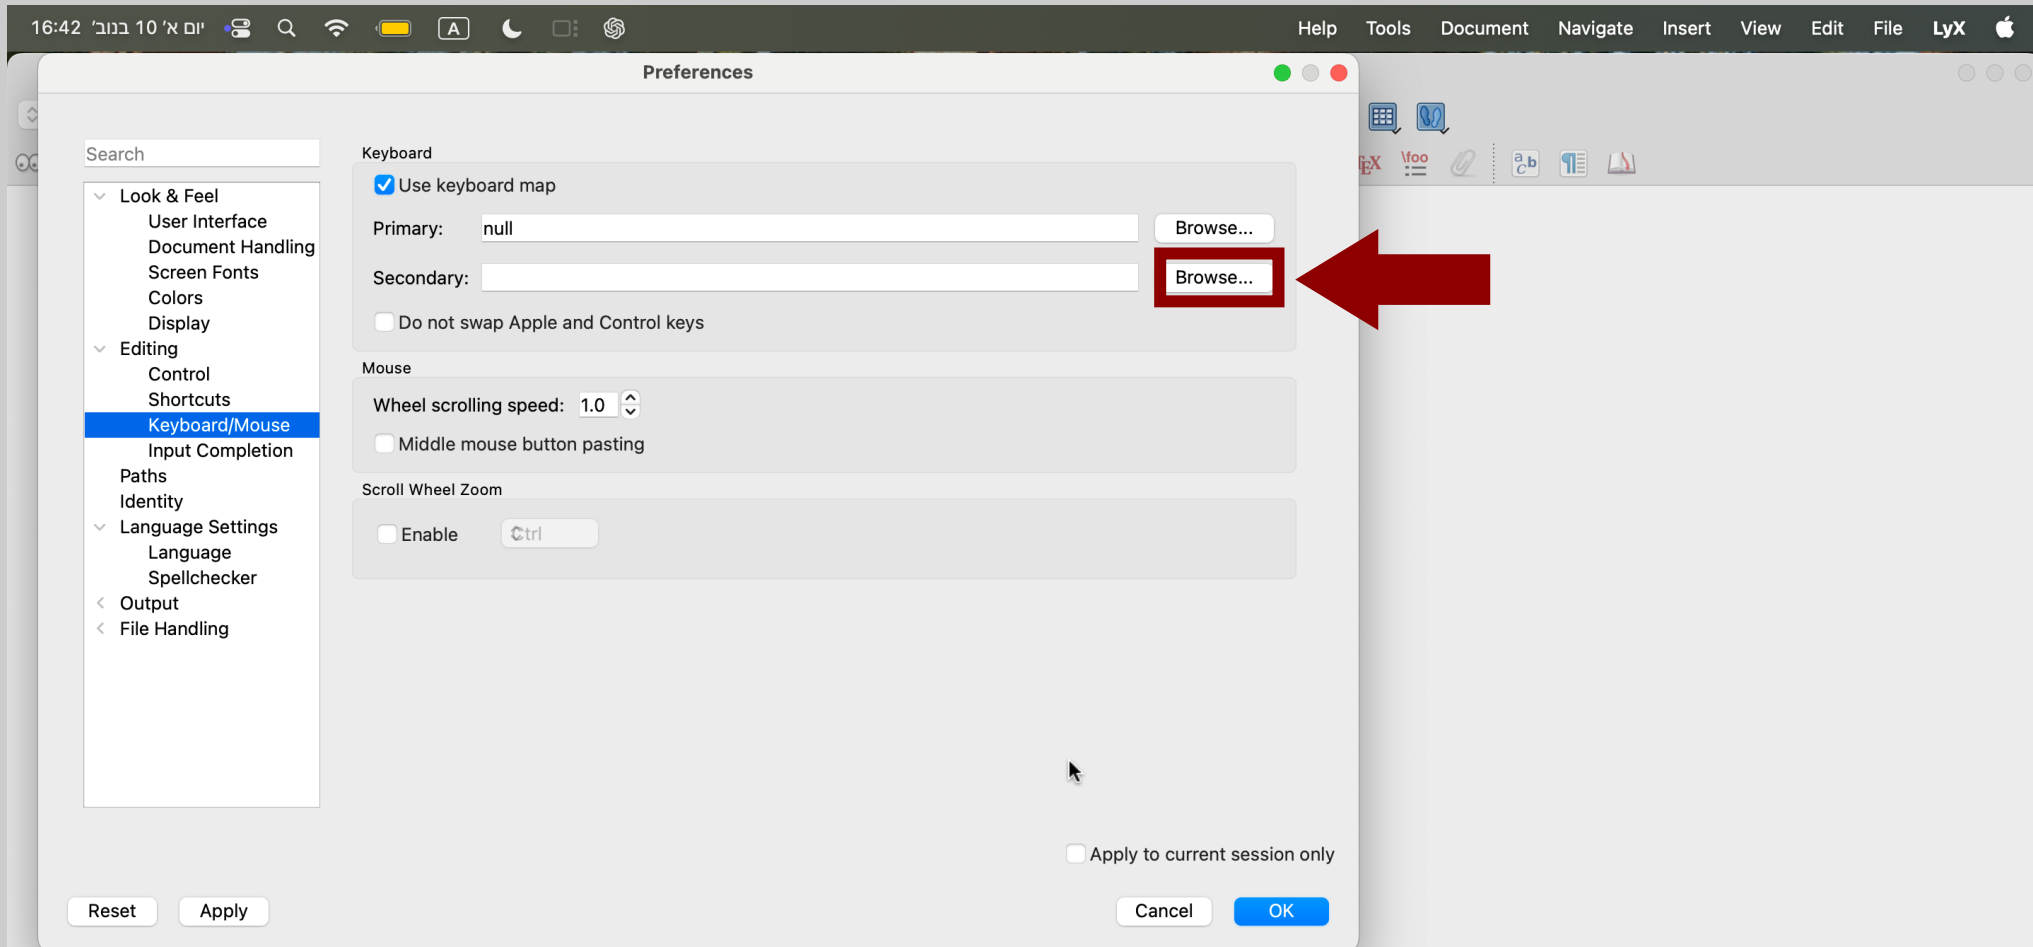 16:42 יום א׳ 10 בנוב׳ A Help Tools Document Navigate Insert View Edit File LyX
Preferences
Search
Look & Feel
User Interface
Document Handling
Screen Fonts
Colors
Display
Editing
Control
Shortcuts
Keyboard/Mouse
Input Completion
Paths
Identity
Language Settings
Language
Spellchecker
Output
File Handling
Keyboard
Use keyboard map
Primary: null Browse...
Secondary: Browse...
Do not swap Apple and Control keys
Mouse
Wheel scrolling speed: 1.0
Middle mouse button pasting
Scroll Wheel Zoom
Enable Ctrl
\foo
a b c
Apply to current session only
Reset Apply Cancel OK